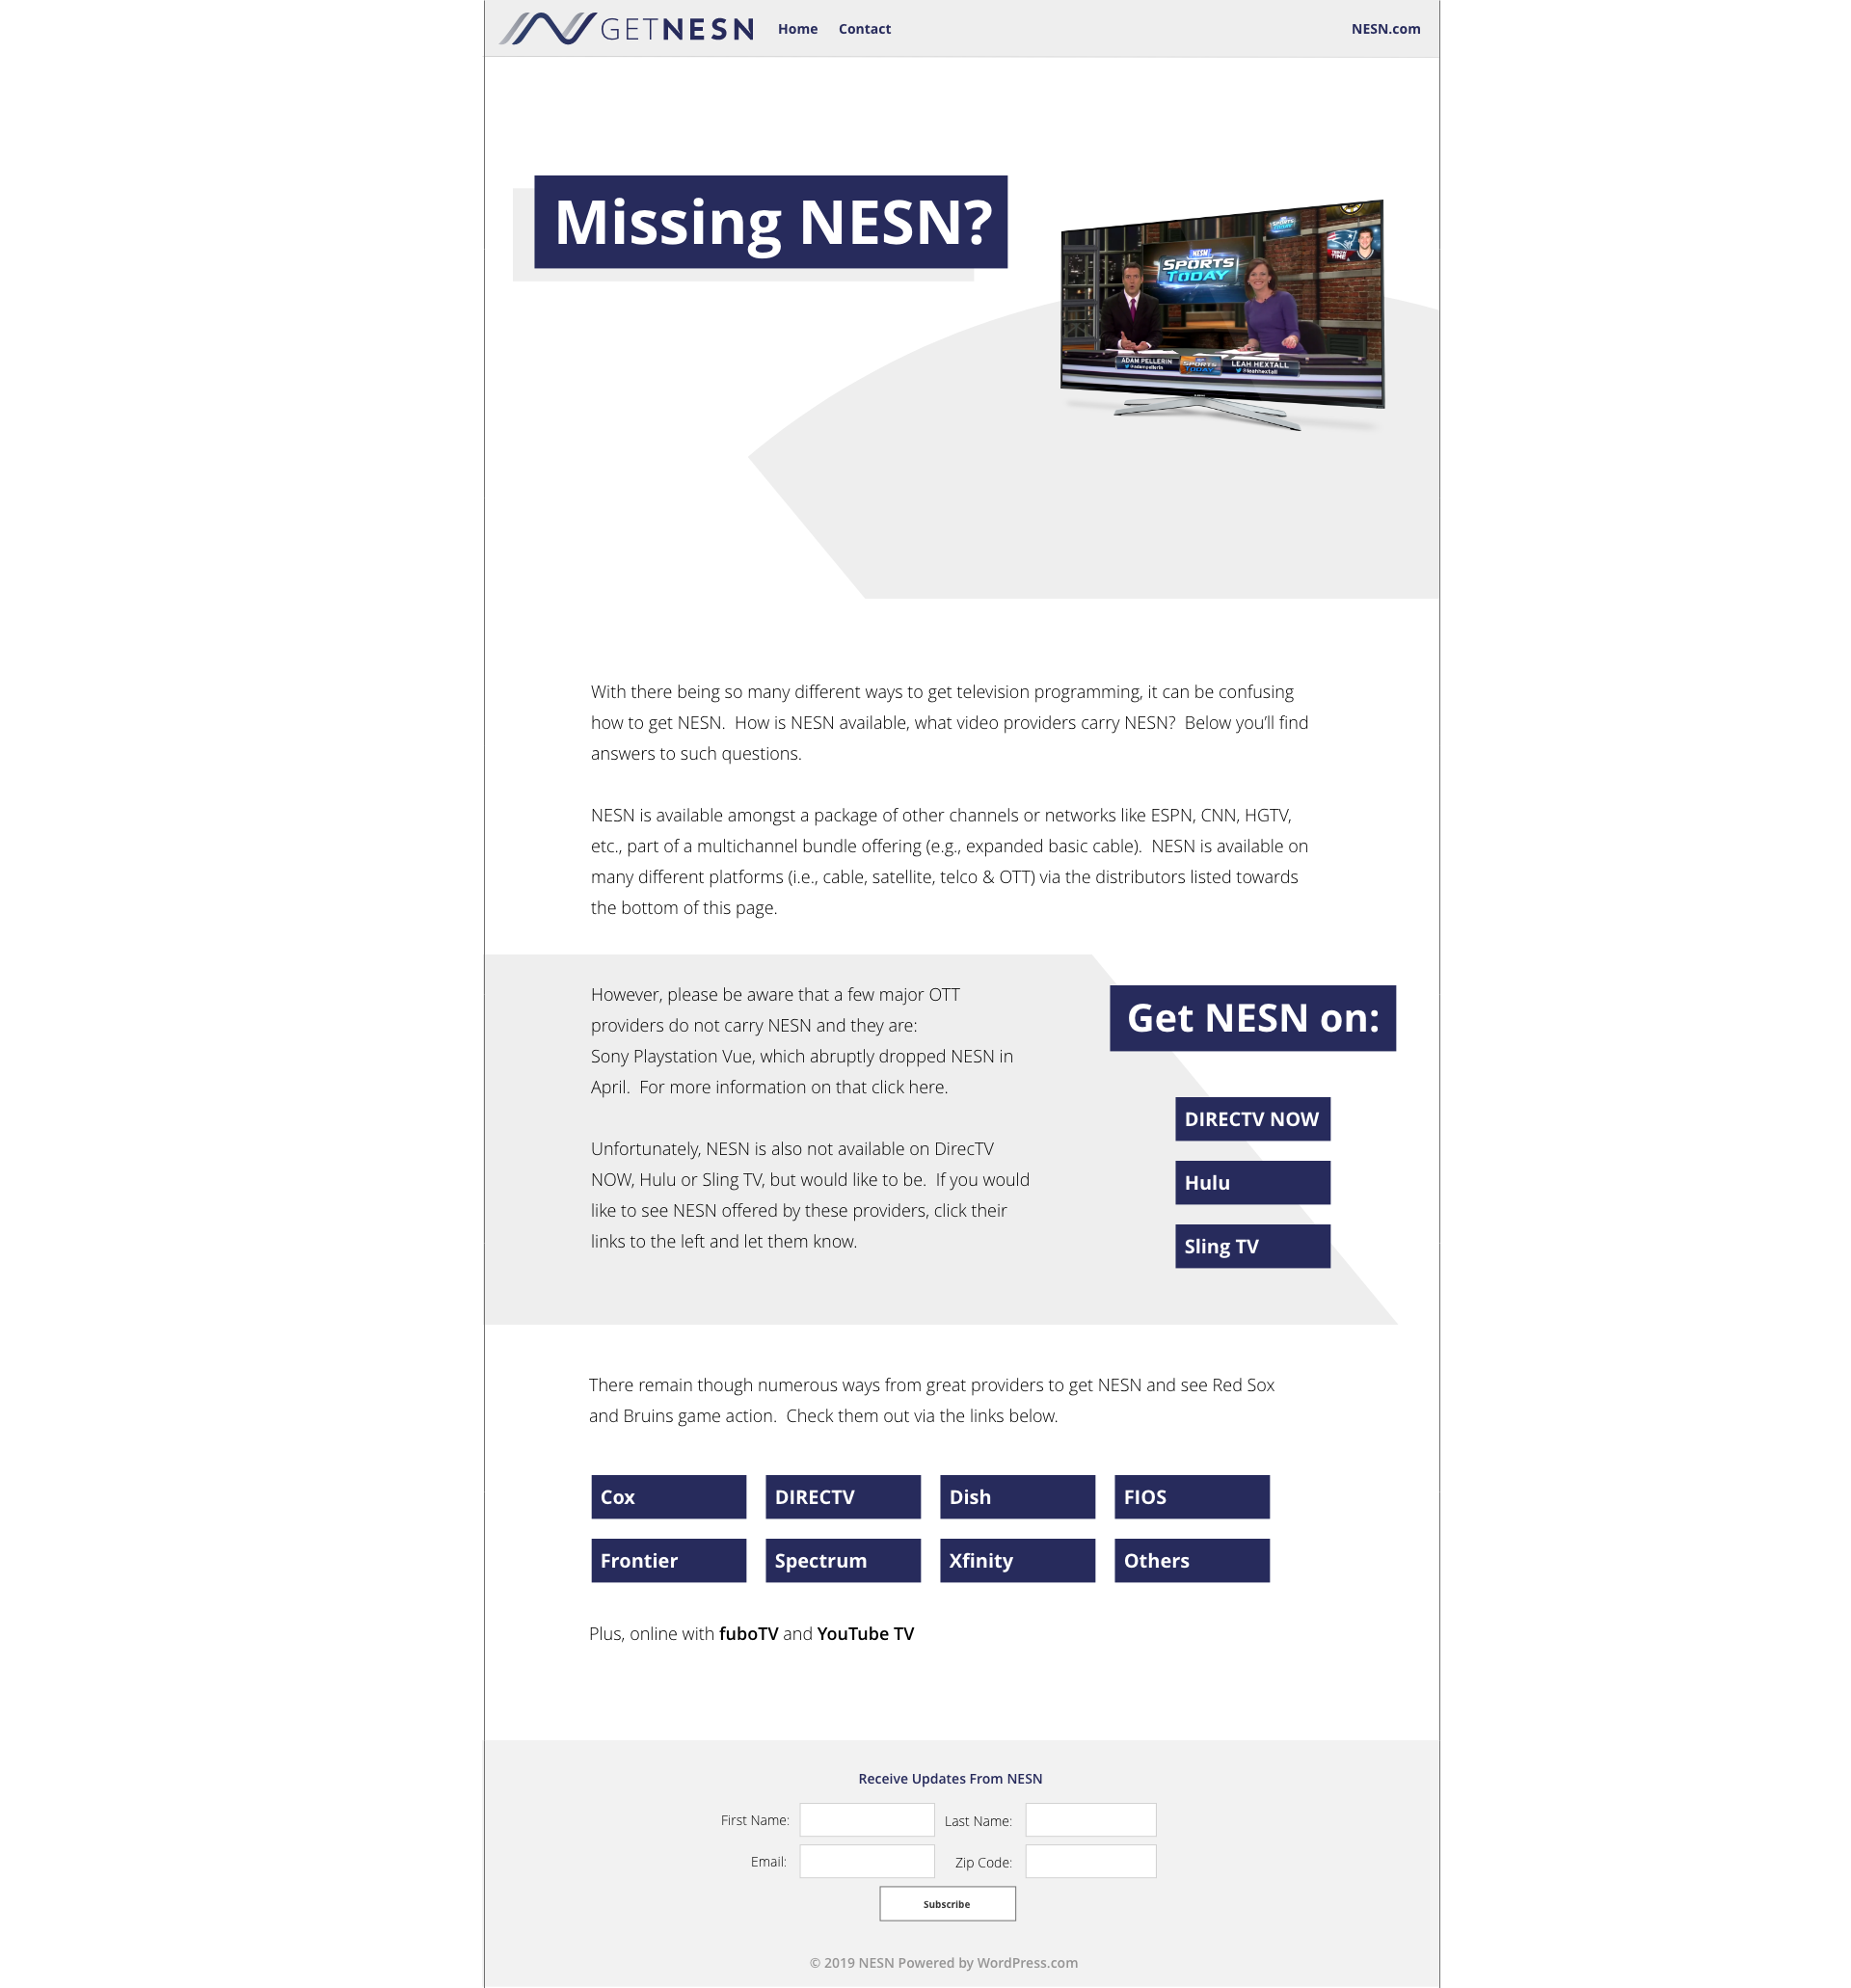 GETNESN Home Contact NESN.com
Missing NESN?
NESN
SPORTS
TODAY
SPORTS
TODAY
ADAM PELLERIN
@adampellerin
SPORTS
TODAY
LEAH HEXTALL
@leahhextall
With there being so many different ways to get television programming, it can be confusing
how to get NESN.  How is NESN available, what video providers carry NESN?  Below you’ll find
answers to such questions.
NESN is available amongst a package of other channels or networks like ESPN, CNN, HGTV,
etc., part of a multichannel bundle offering (e.g., expanded basic cable).  NESN is available on
many different platforms (i.e., cable, satellite, telco & OTT) via the distributors listed towards
the bottom of this page.
However, please be aware that a few major OTT
providers do not carry NESN and they are:
Sony Playstation Vue, which abruptly dropped NESN in
April.  For more information on that click here.
Unfortunately, NESN is also not available on DirecTV
NOW, Hulu or Sling TV, but would like to be.  If you would
like to see NESN offered by these providers, click their
links to the left and let them know.
Get NESN on:
DIRECTV NOW
Hulu
Sling TV
There remain though numerous ways from great providers to get NESN and see Red Sox
and Bruins game action.  Check them out via the links below.
Cox DIRECTV Dish FIOS
Frontier Spectrum Xfinity Others
Plus, online with fuboTV and YouTube TV
Receive Updates From NESN
First Name: Last Name:
Email: Zip Code:
Subscribe
© 2019 NESN Powered by WordPress.com